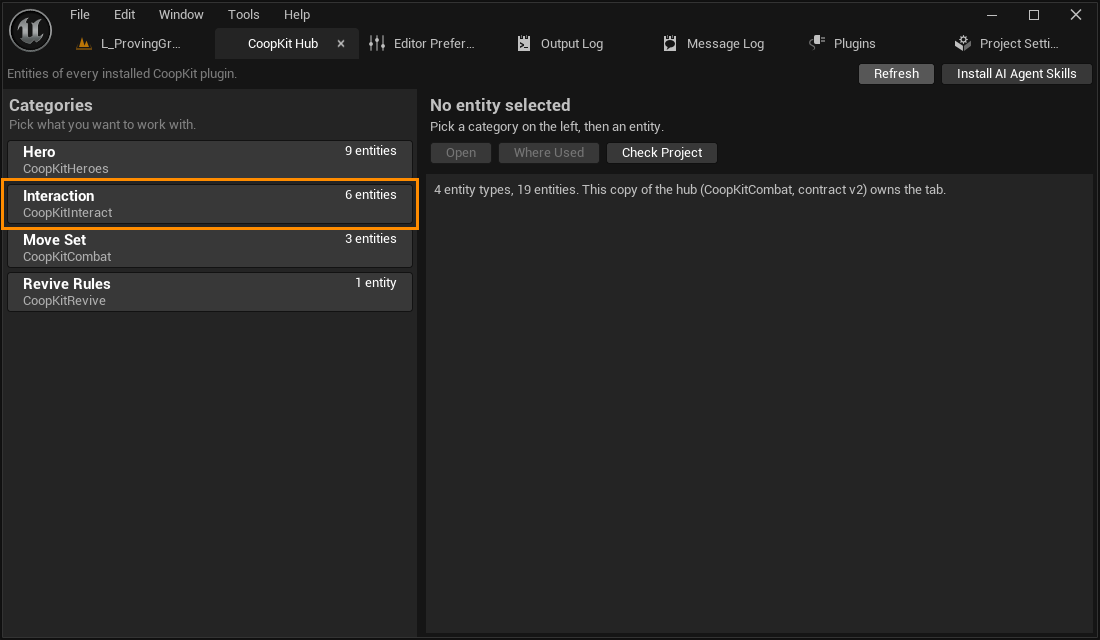 File Edit Window Tools Help
L_ProvingGr... CoopKit Hub Editor Prefer... Output Log Message Log Plugins Project Setti...
Entities of every installed CoopKit plugin. Refresh Install AI Agent Skills
Categories
Pick what you want to work with.
Hero 9 entities
CoopKitHeroes
Interaction 6 entities
CoopKitInteract
Move Set 3 entities
CoopKitCombat
Revive Rules 1 entity
CoopKitRevive
No entity selected
Pick a category on the left, then an entity.
Open Where Used Check Project
4 entity types, 19 entities. This copy of the hub (CoopKitCombat, contract v2) owns the tab.